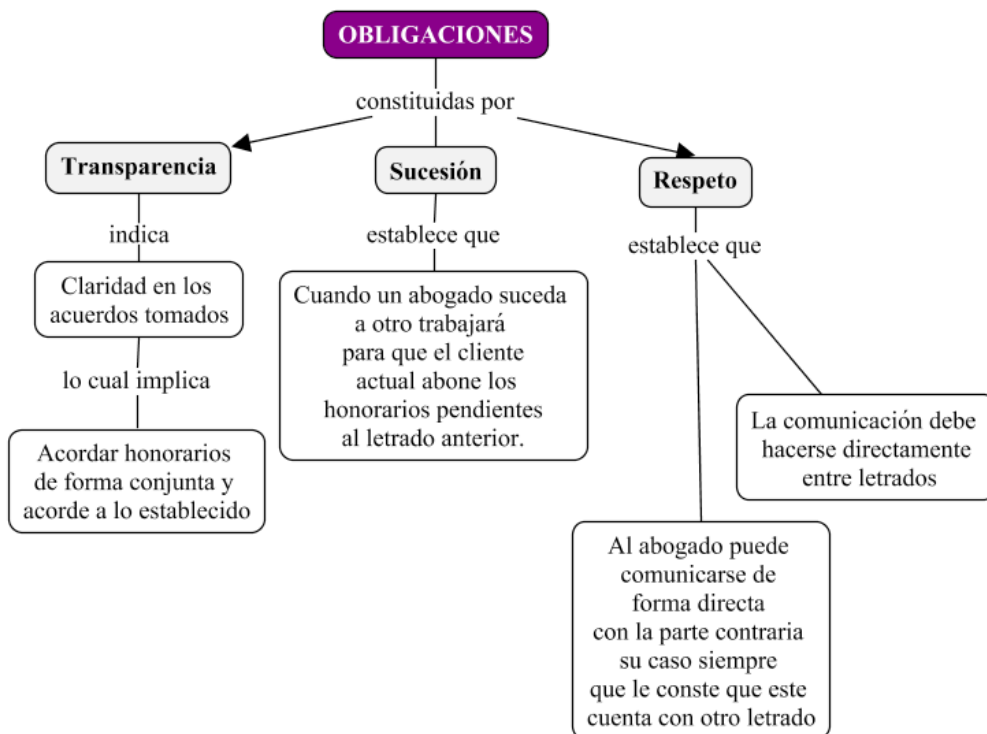 OBLIGACIONES
constituidas por
Transparencia
indica
Claridad en los
acuerdos tomados
lo cual implica
Acordar honorarios
de forma conjunta y
acorde a lo establecido
Sucesión
establece que
Cuando un abogado suceda
a otro trabajará
para que el cliente
actual abone los
honorarios pendientes
al letrado anterior.
Respeto
establece que
La comunicación debe
hacerse directamente
entre letrados
Al abogado puede
comunicarse de
forma directa
con la parte contraria
su caso siempre
que le conste que este
cuenta con otro letrado